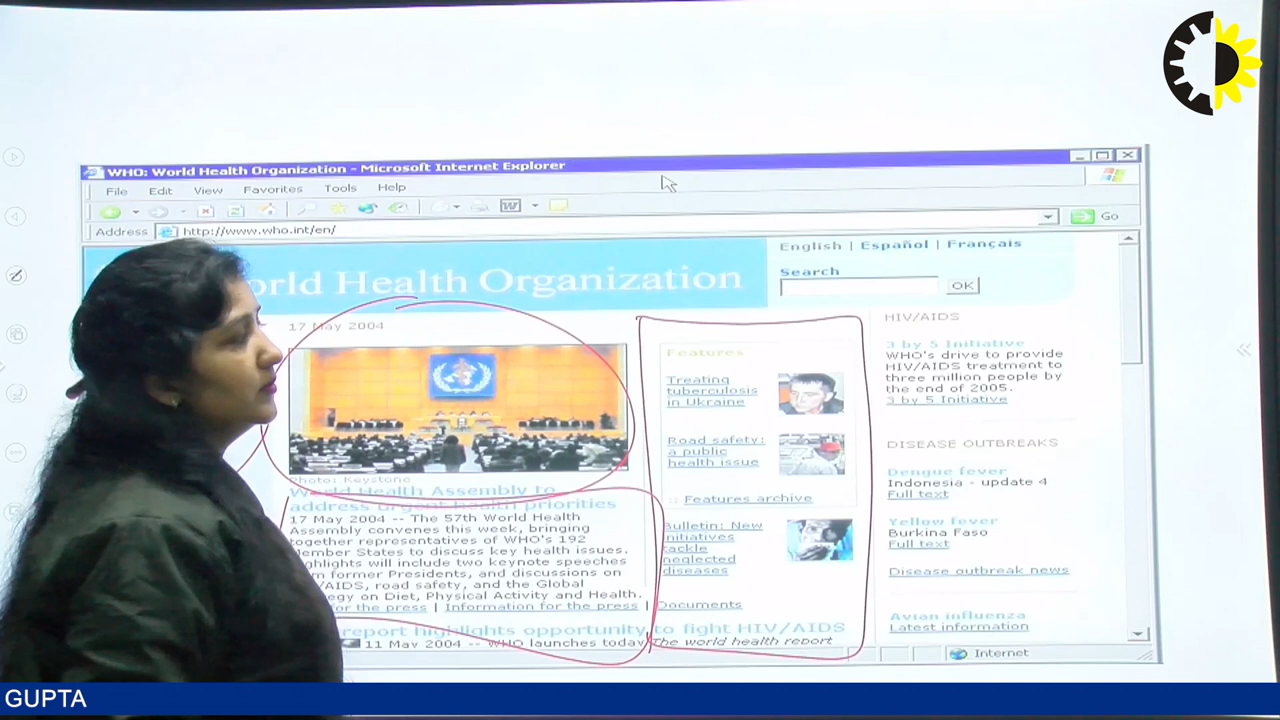 WHO: World Health Organization - Microsoft Internet Explorer
File Edit View Favorites Tools Help
Address http://www.who.int/en/ Go
orld Health Organization
English | Español | Français
Search
OK
17 May 2004
Photo: Keystone
World Health Assembly to
address urgent health priorities
17 May 2004 -- The 57th World Health
Assembly convenes this week, bringing
together representatives of WHO's 192
Member States to discuss key health issues.
Highlights will include two keynote speeches
from former Presidents, and discussions on
/AIDS, road safety, and the Global
egy on Diet, Physical Activity and Health.
for the press | Information for the press |
report highlights opportunity to fight HIV/AIDS
11 May 2004 -- WHO launches today The world health report
Features
Treating
tuberculosis
in Ukraine
Road safety:
a public
health issue
:: Features archive
Bulletin: New
initiatives
tackle
neglected
diseases
Documents
HIV/AIDS
3 by 5 Initiative
WHO's drive to provide
HIV/AIDS treatment to
three million people by
the end of 2005.
3 by 5 Initiative
DISEASE OUTBREAKS
Dengue fever
Indonesia - update 4
Full text
Yellow fever
Burkina Faso
Full text
Disease outbreak news
Avian influenza
Latest information
Internet
GUPTA